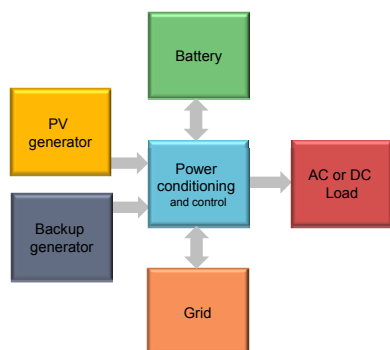 Battery
PV
generator
Power
conditioning
and control
AC or DC
Load
Backup
generator
Grid